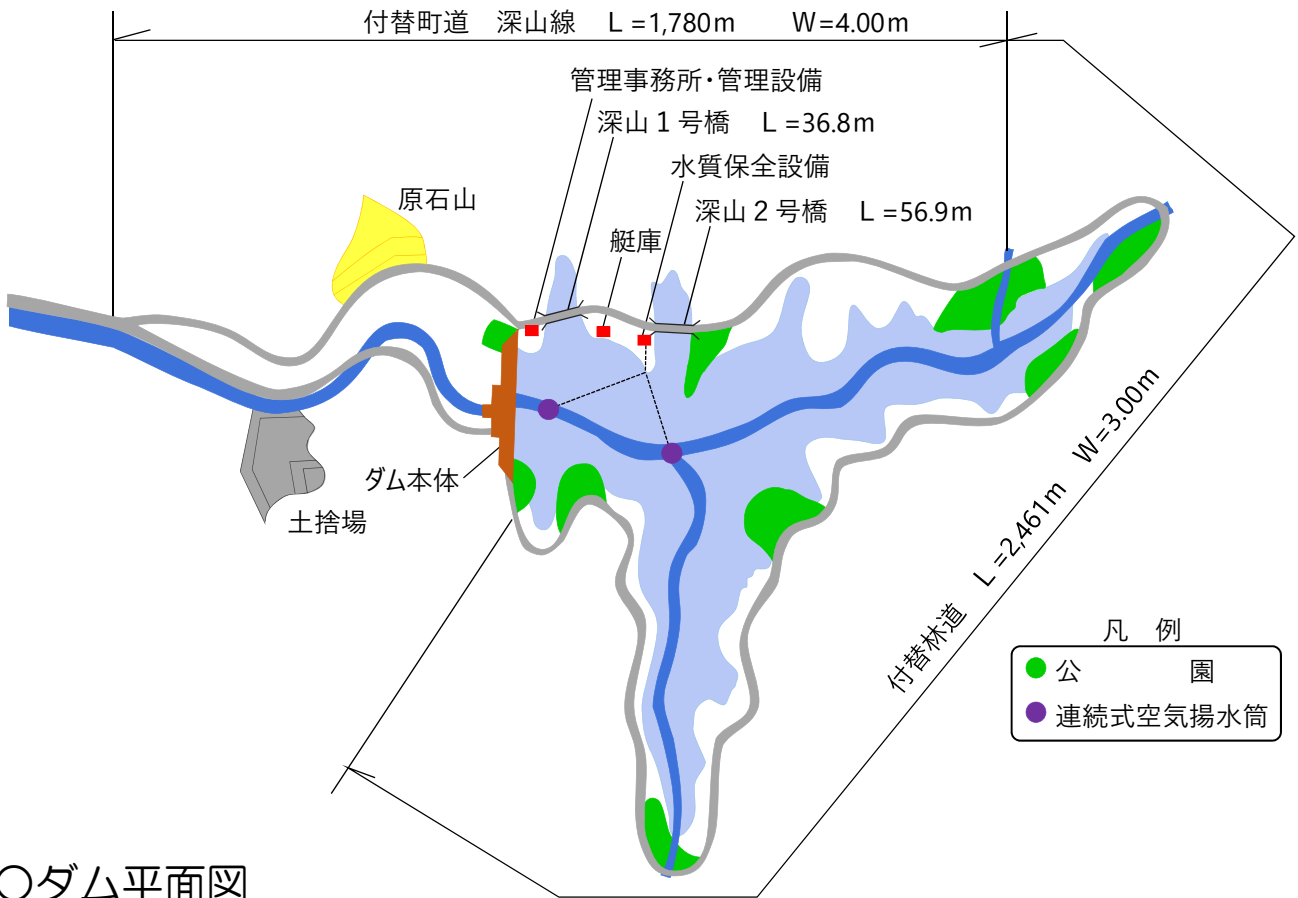 付替町道 深山線 L=1,780m W=4.00m
管理事務所・管理設備
深山1号橋 L=36.8m
水質保全設備
深山2号橋 L=56.9m
原石山
艇庫
ダム本体
土捨場
付替林道 L=2,461m W=3.00m
凡例
公園
連続式空気揚水筒
○ダム平面図